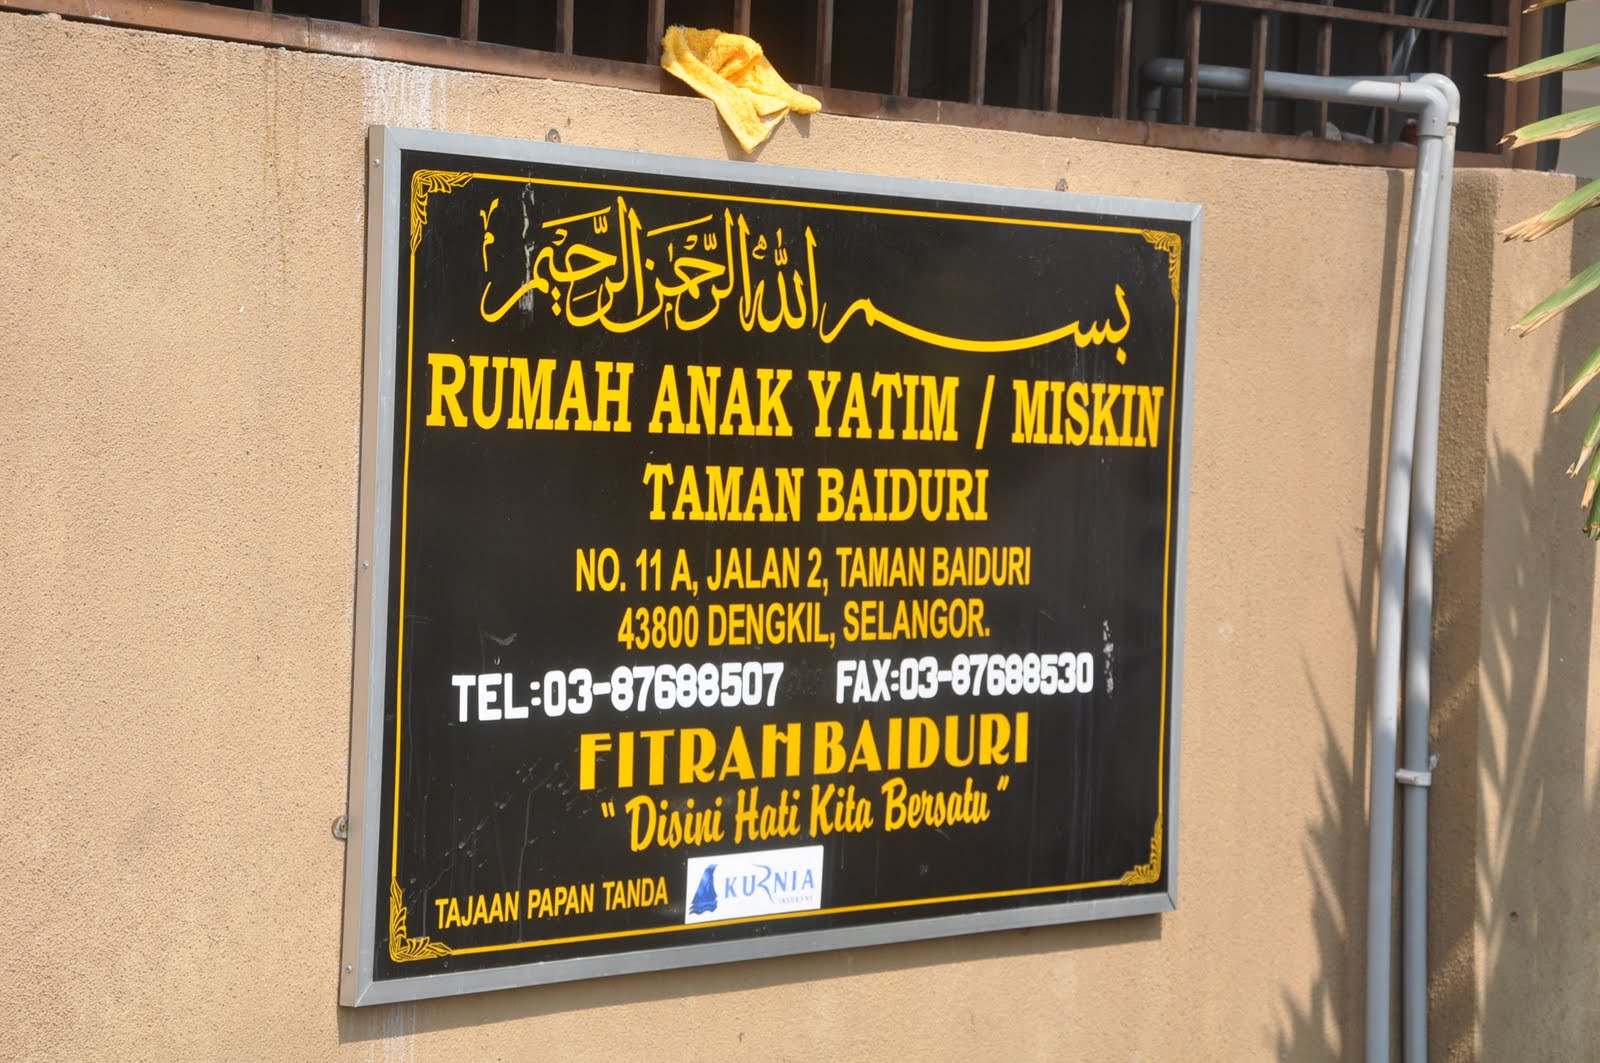 بسم الله الرحمن الرحيم
RUMAH ANAK YATIM / MISKIN
TAMAN BAIDURI
NO. 11 A, JALAN 2, TAMAN BAIDURI
43800 DENGKIL, SELANGOR.
TEL:03-87688507 FAX:03-87688530
FITRAH BAIDURI
" Disini Hati Kita Bersatu "
TAJAAN PAPAN TANDA KURNIA